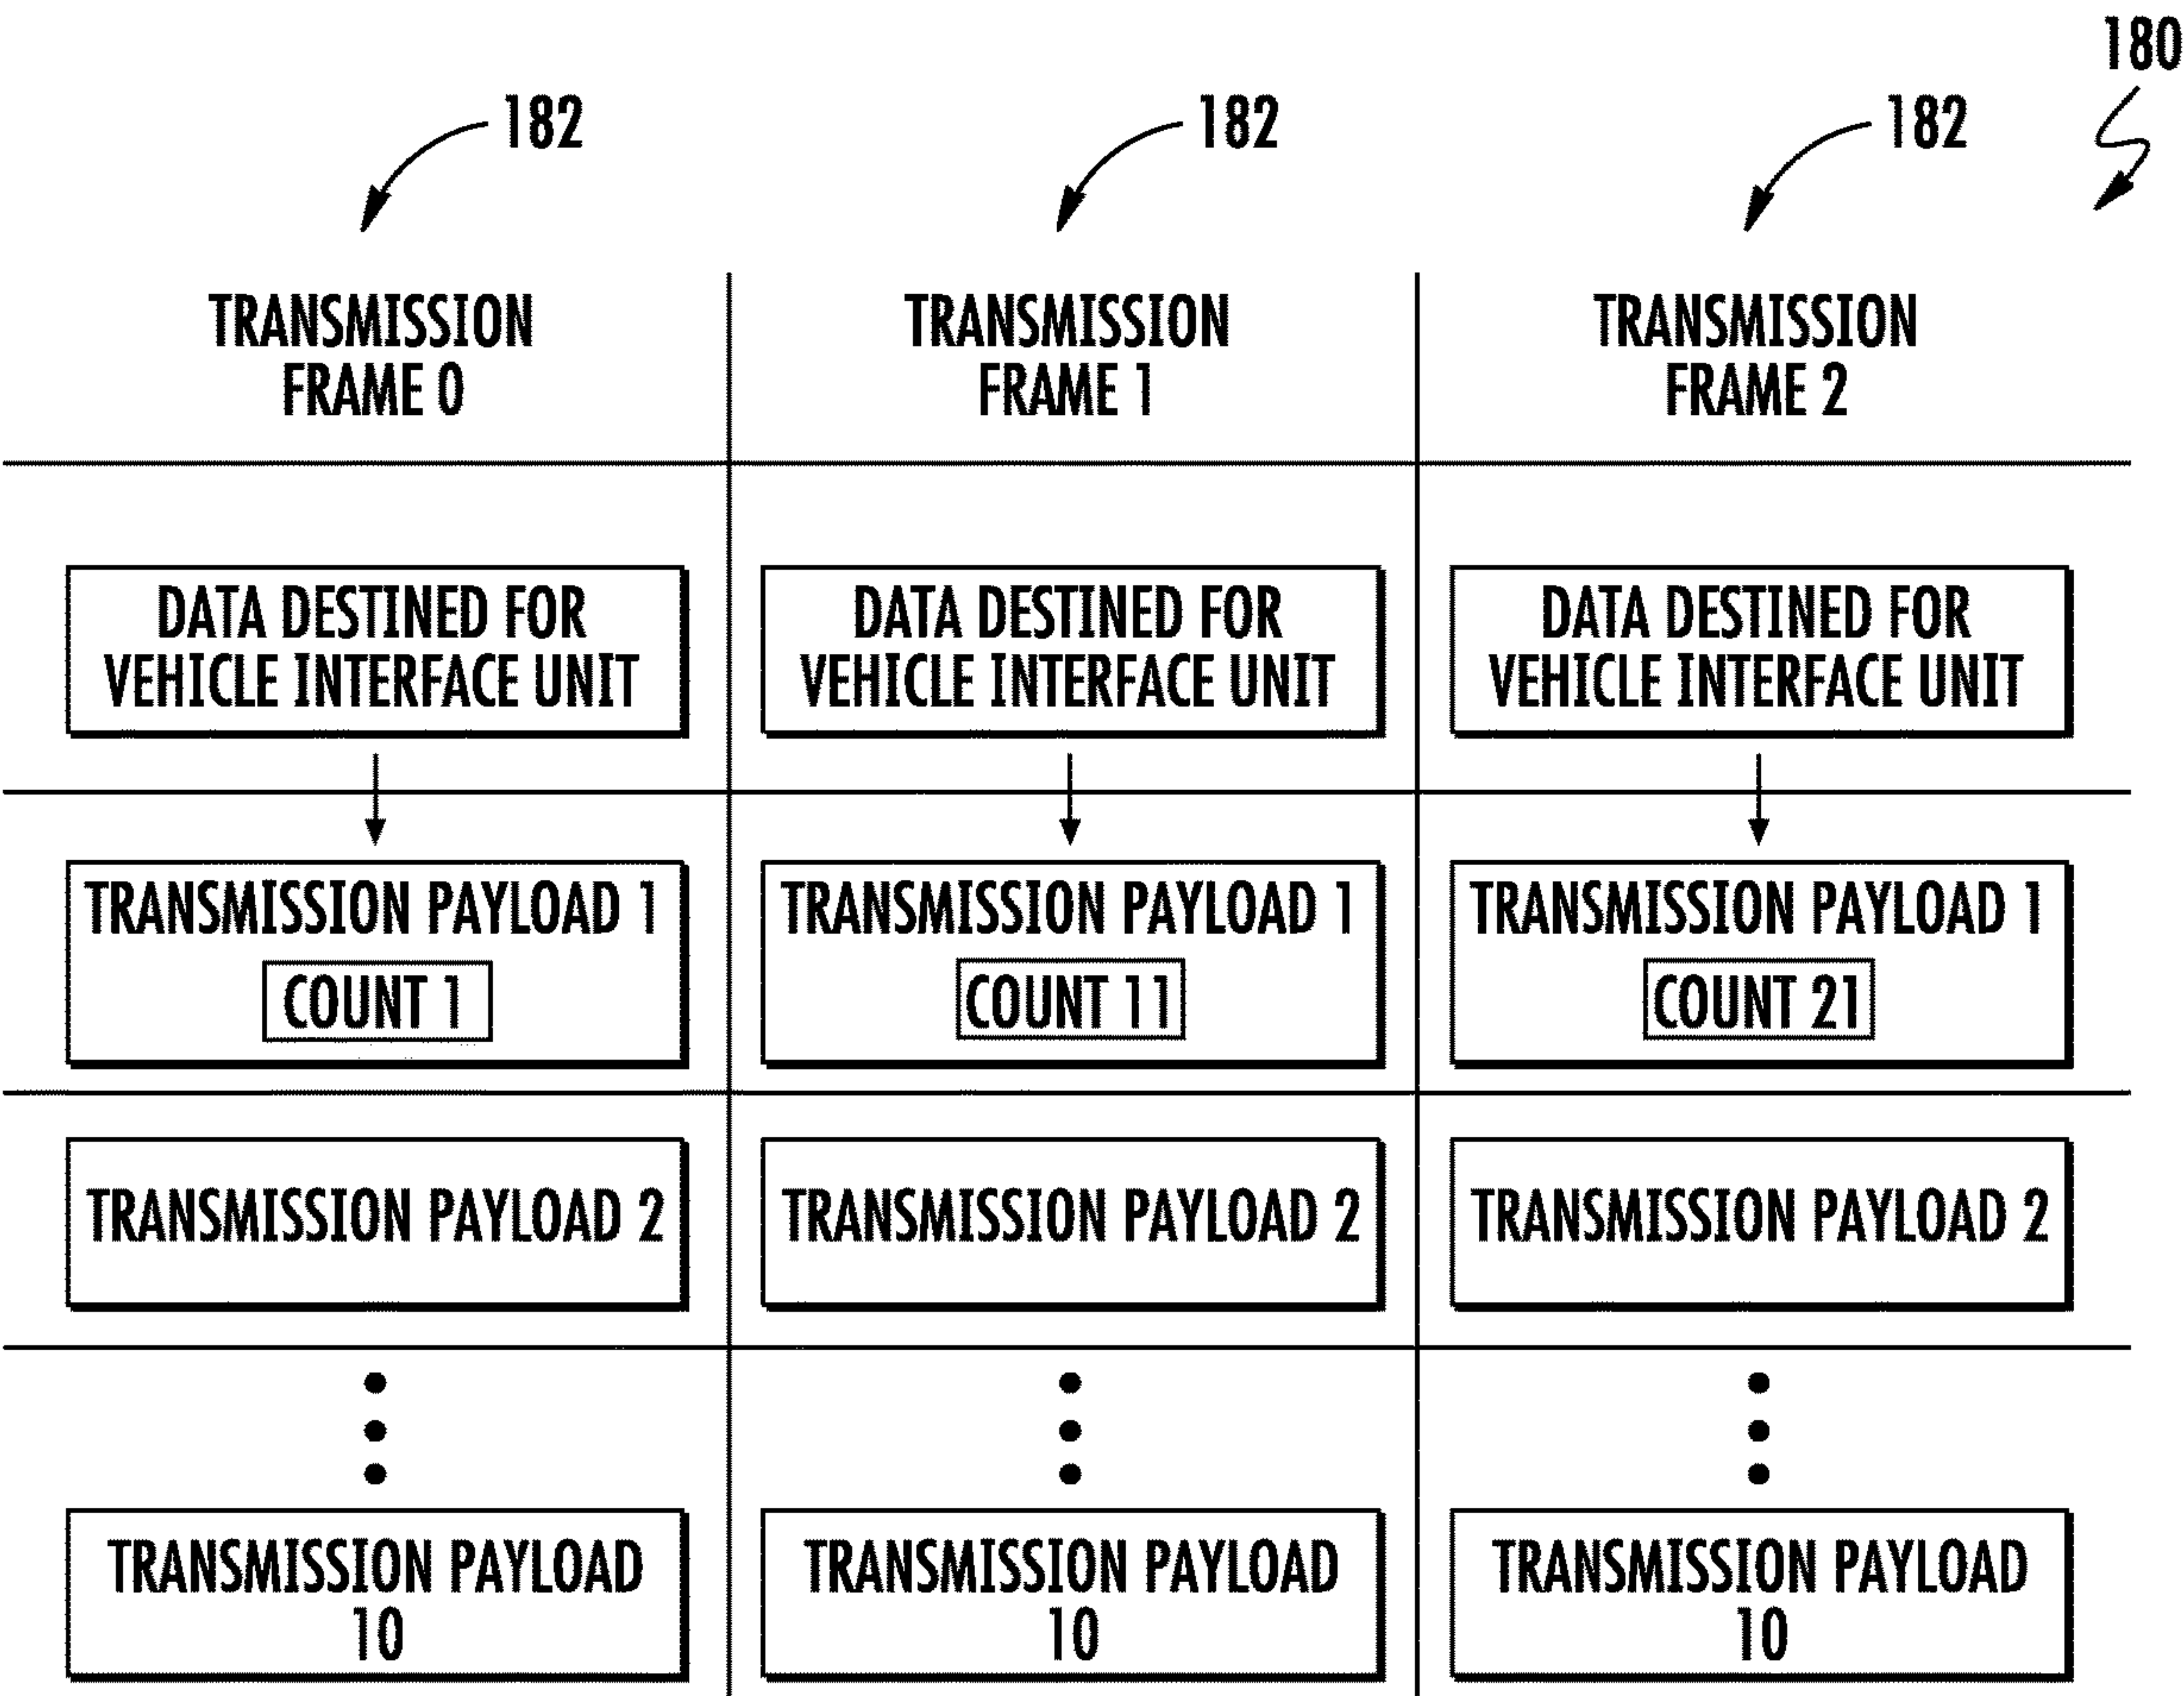 180
182
182
182
TRANSMISSION
FRAME 0
TRANSMISSION
FRAME 1
TRANSMISSION
FRAME 2
DATA DESTINED FOR
VEHICLE INTERFACE UNIT
DATA DESTINED FOR
VEHICLE INTERFACE UNIT
DATA DESTINED FOR
VEHICLE INTERFACE UNIT
TRANSMISSION PAYLOAD 1
COUNT 1
TRANSMISSION PAYLOAD 1
COUNT 11
TRANSMISSION PAYLOAD 1
COUNT 21
TRANSMISSION PAYLOAD 2
TRANSMISSION PAYLOAD 2
TRANSMISSION PAYLOAD 2
TRANSMISSION PAYLOAD
10
TRANSMISSION PAYLOAD
10
TRANSMISSION PAYLOAD
10